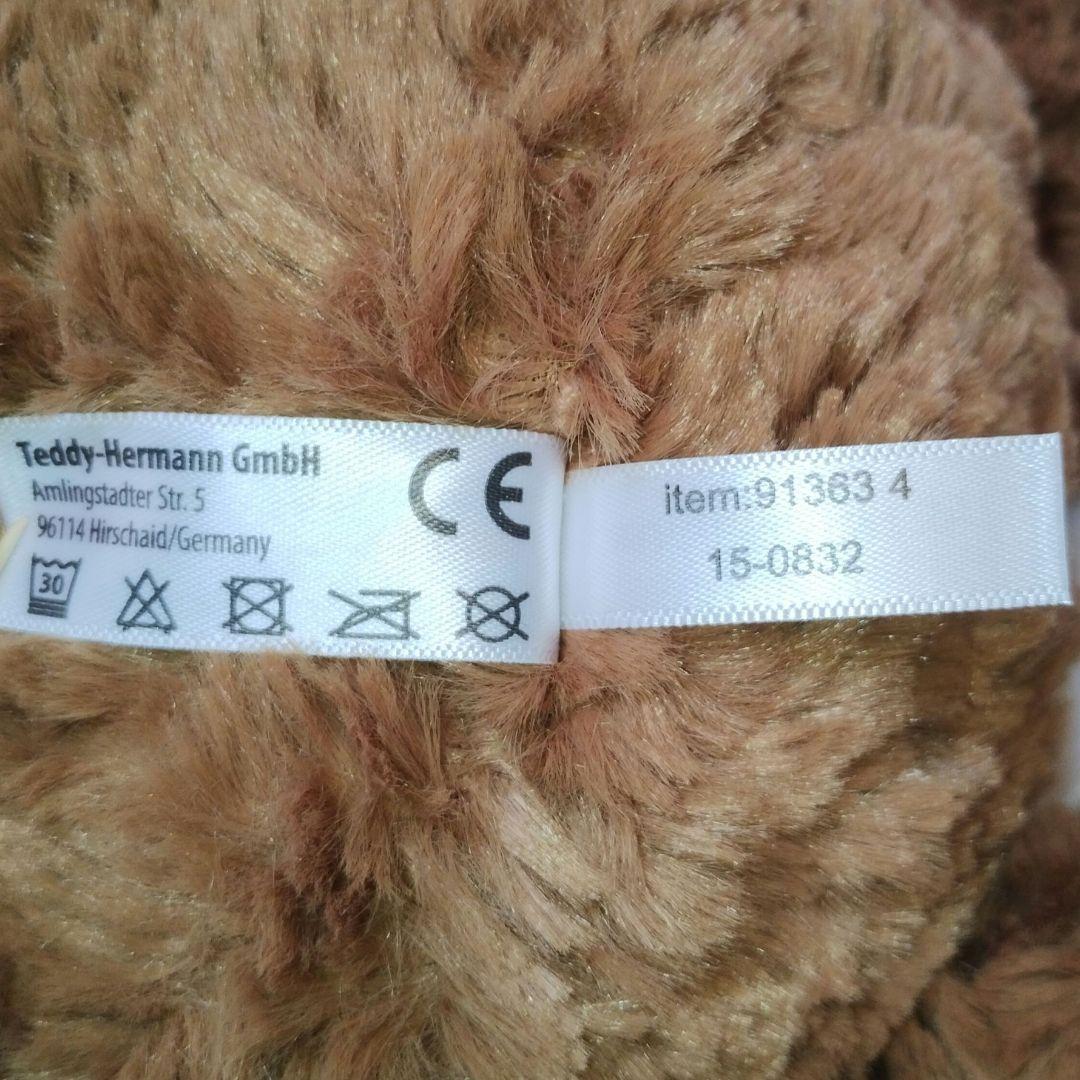 Teddy-Hermann GmbH
Amlingstadter Str. 5
96114 Hirschaid/Germany
CE
30
item:91363 4
15-0832